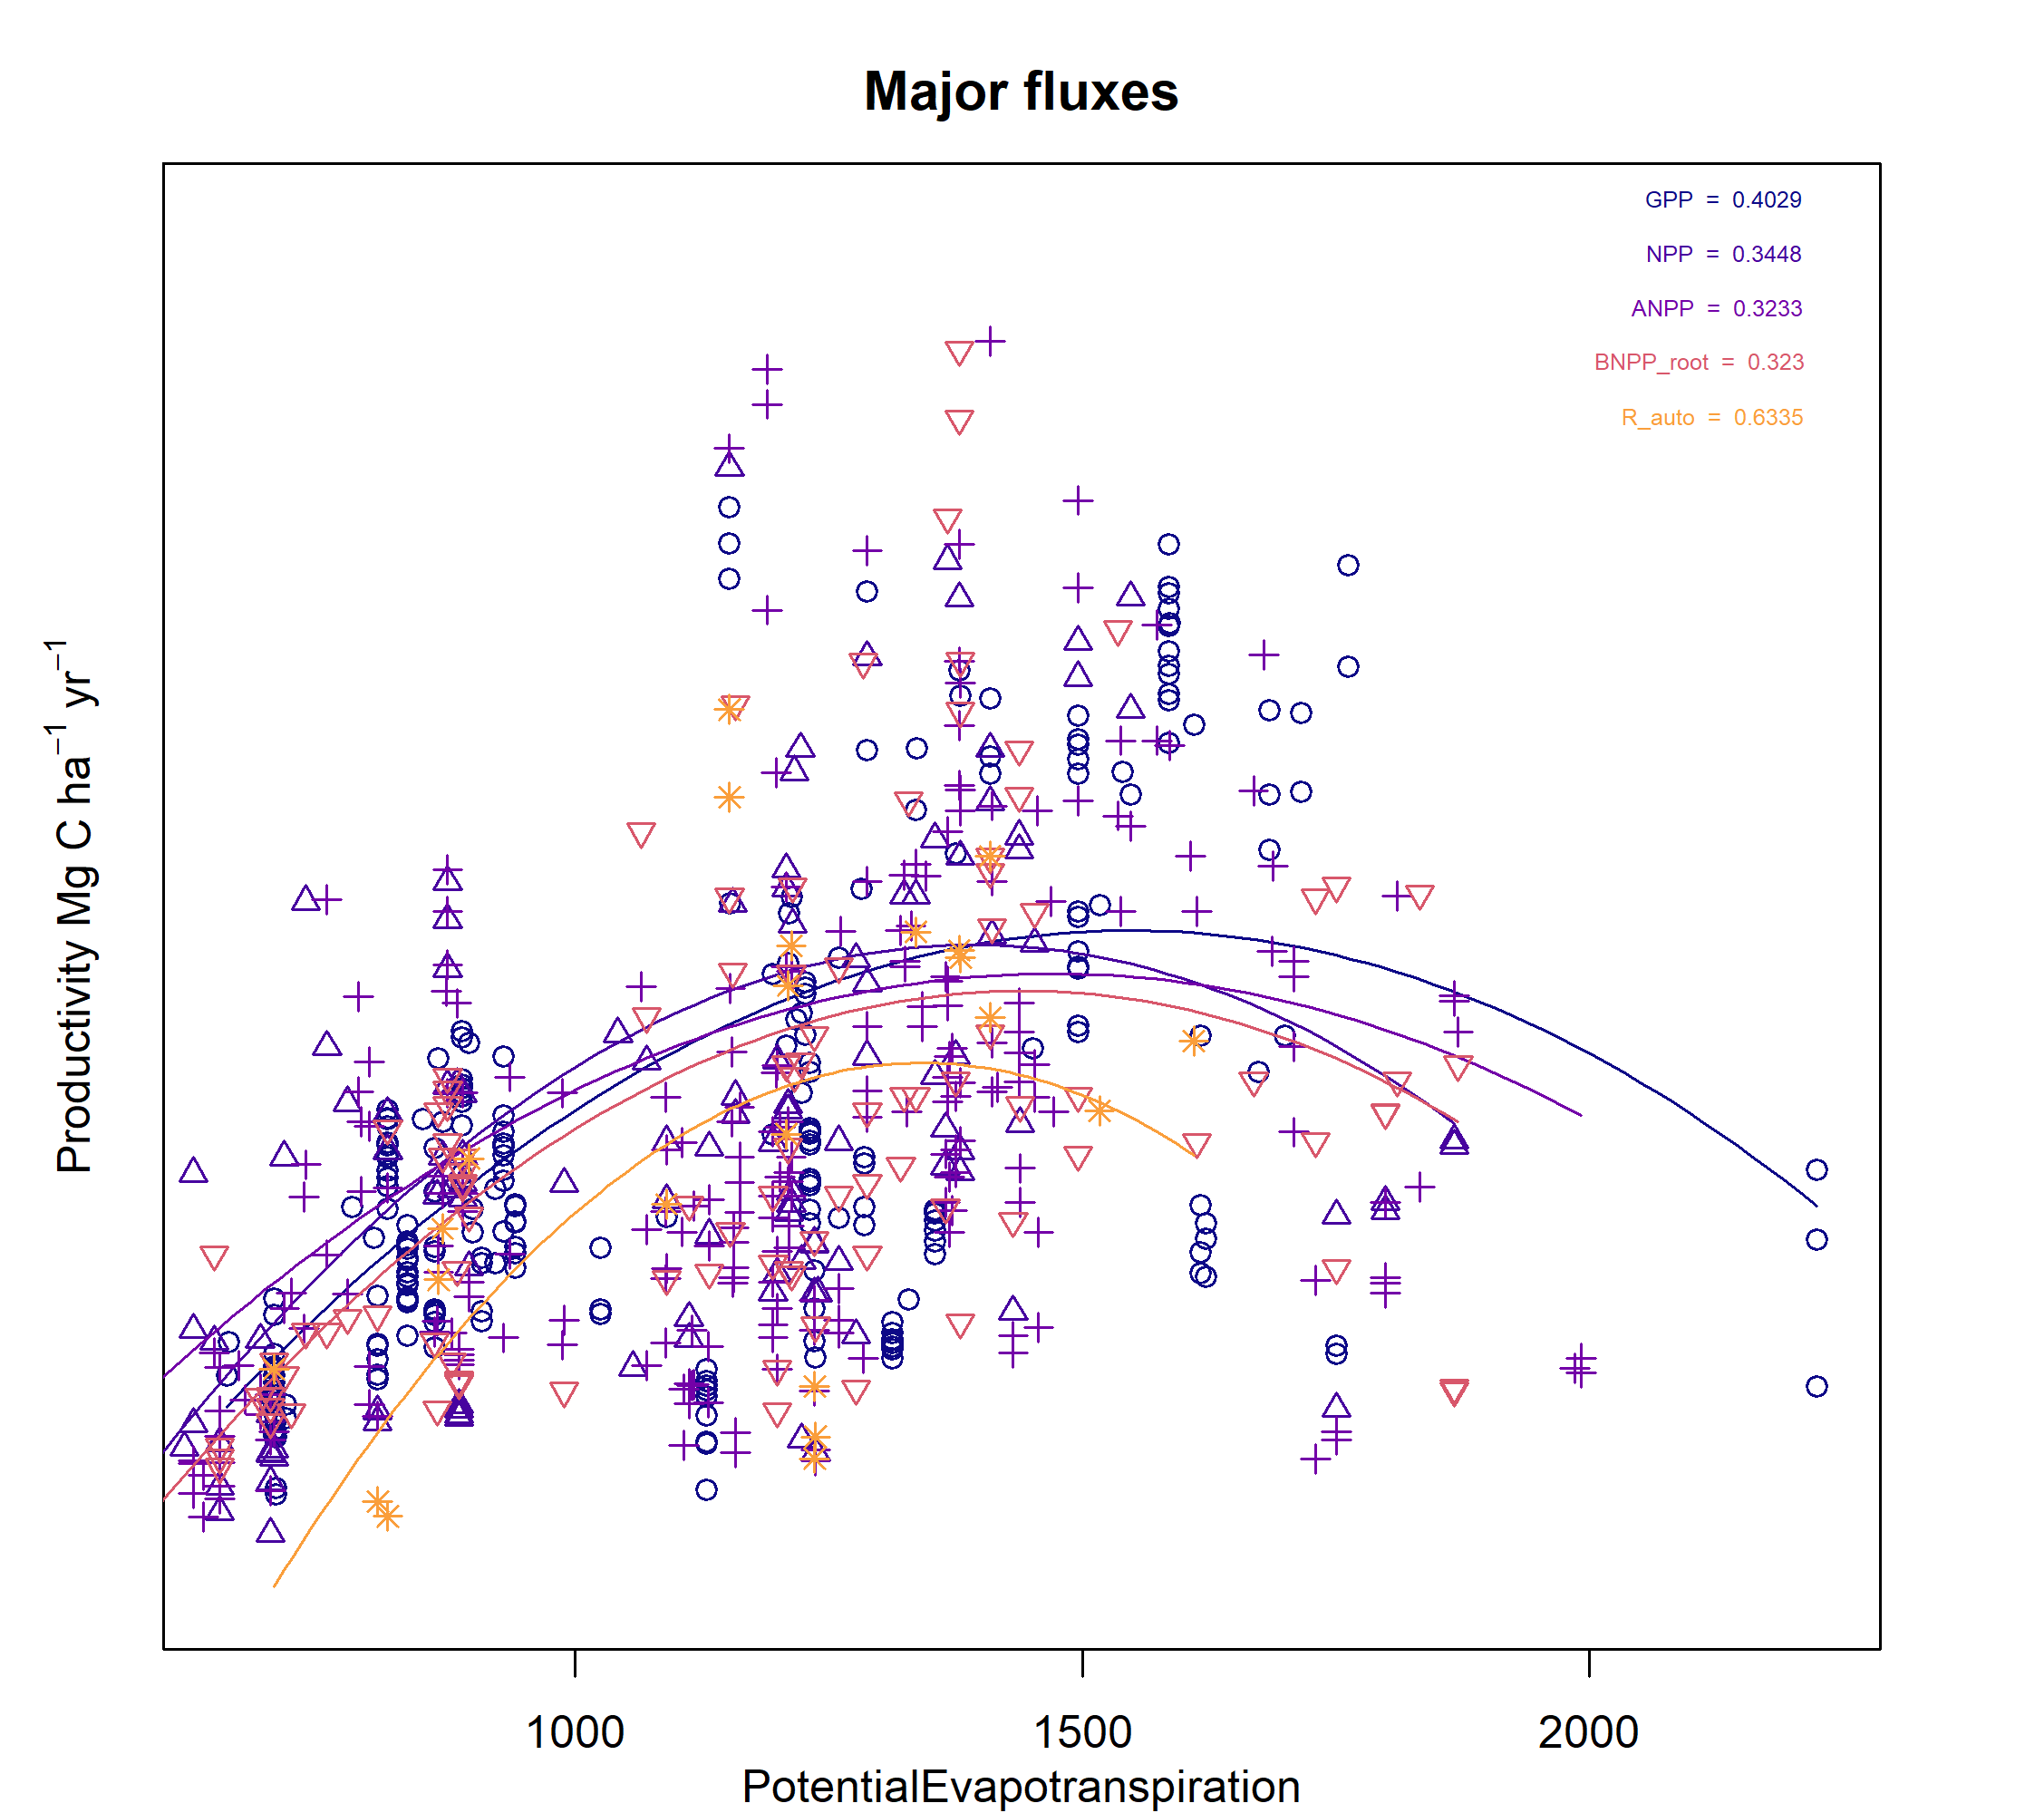 Major fluxes
GPP = 0.4029
NPP = 0.3448
ANPP = 0.3233
BNPP_root = 0.323
R_auto = 0.6335
Productivity Mg C ha⁻¹ yr⁻¹
1000 1500 2000
PotentialEvapotranspiration